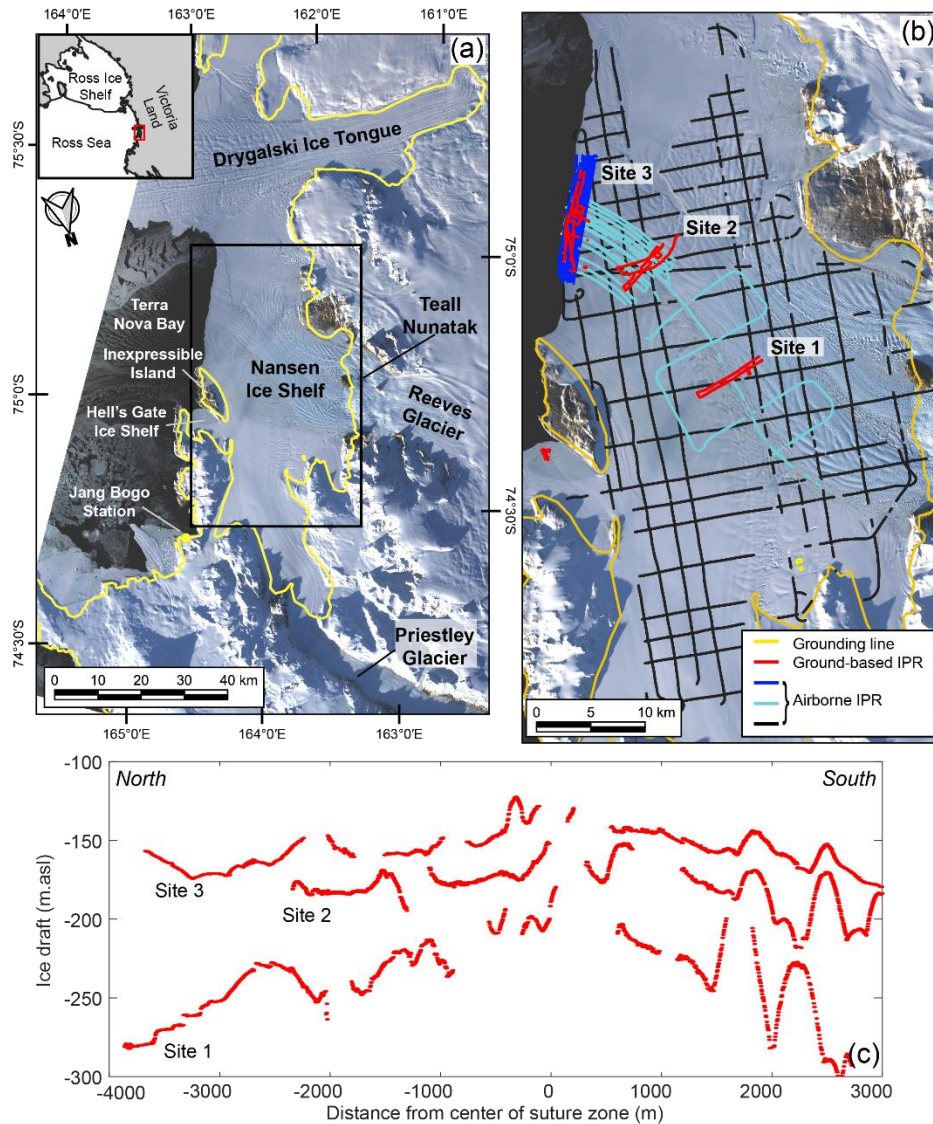 164°0'E
163°0'E
162°0'E
161°0'E
(a)
Ross Ice
Shelf
Ross Sea
Victoria
Land
N
75°30'S
75°0'S
74°30'S
Drygalski Ice Tongue
Terra
Nova Bay
Inexpressible
Island
Hell's Gate
Ice Shelf
Jang Bogo
Station
Nansen
Ice Shelf
Teall
Nunatak
Reeves
Glacier
Priestley
Glacier
0 10 20 30 40 km
165°0'E
164°0'E
163°0'E
(b)
Site 3
Site 2
Site 1
75°0'S
74°30'S
0 5 10 km
Grounding line
Ground-based IPR
Airborne IPR
North
South
Site 3
Site 2
Site 1
(c)
Ice draft (m.asl)
-100
-150
-200
-250
-300
-4000 -3000 -2000 -1000 0 1000 2000 3000
Distance from center of suture zone (m)